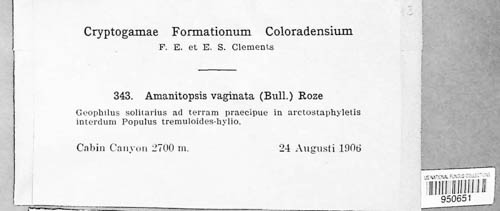 Cryptogamae Formationum Coloradensium
F. E. et E. S. Clements
343. Amanitopsis vaginata (Bull.) Roze
Geophilus solitarius ad terram praecipue in arctostaphyletis
interdum Populus tremuloides-hylio.
Cabin Canyon 2700 m. 24 Augusti 1906
US NATIONAL FUNGUS COLLECTIONS
950651